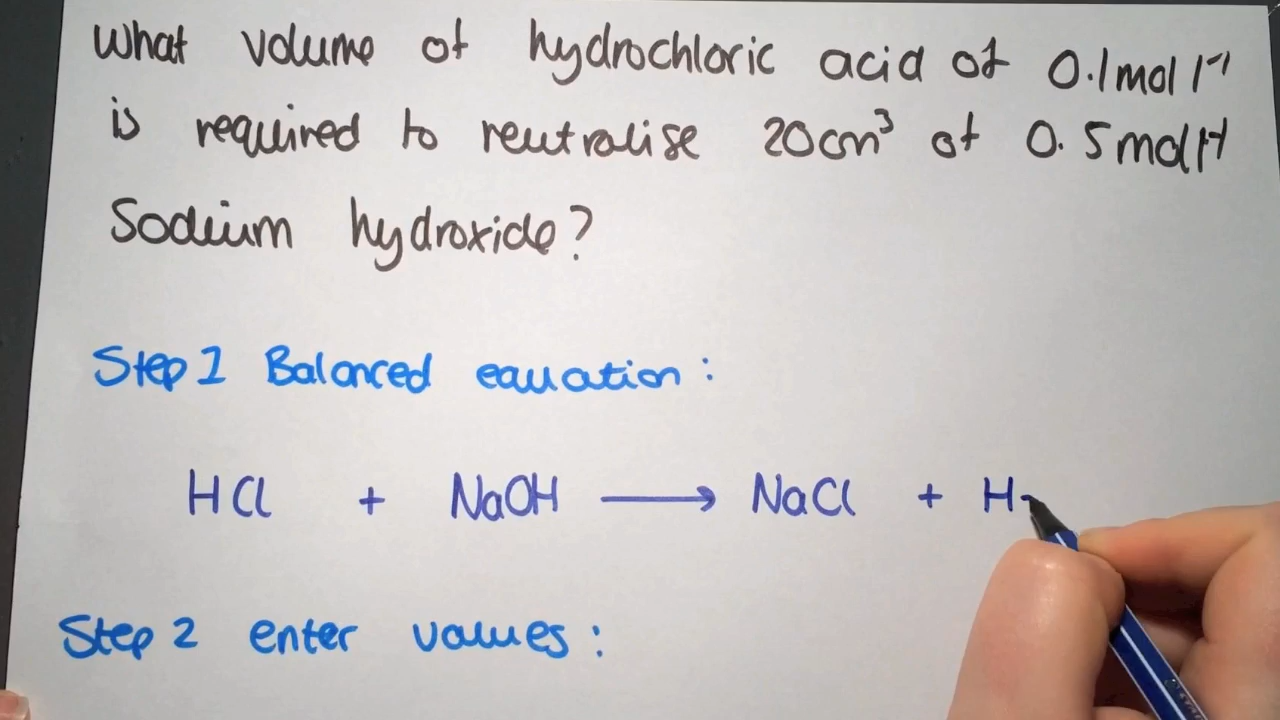 What volume of hydrochloric acid of 0.1mol l⁻¹
is required to neutralise 20cm³ of 0.5mol l⁻¹
Sodium hydroxide?
Step 1 Balanced equation:
HCl + NaOH ⟶ NaCl + H
Step 2 enter values: